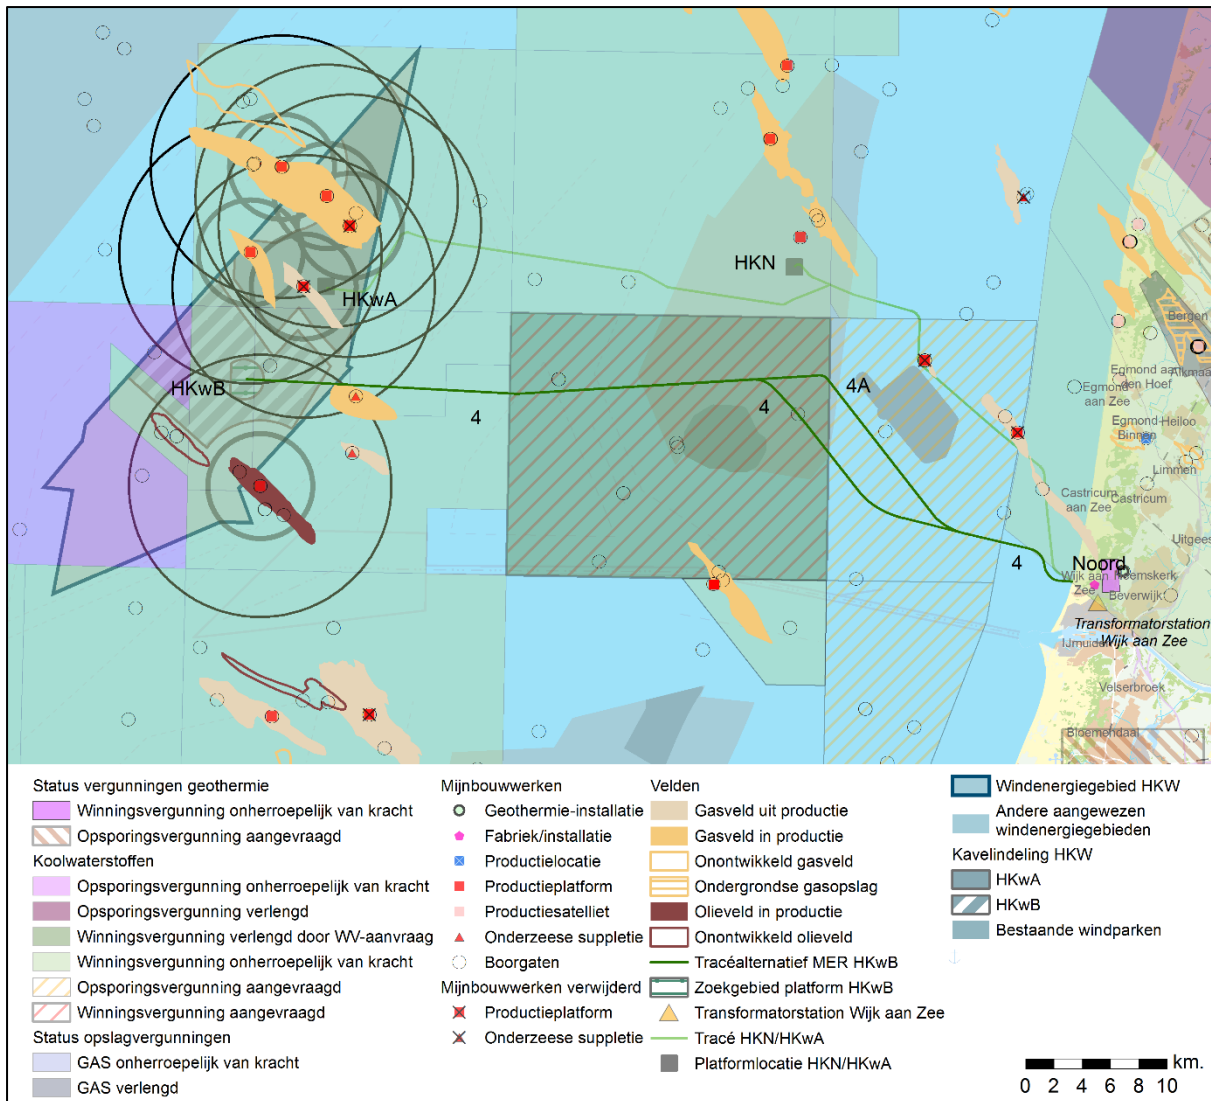 HKN
HKwA
Bergen
Alkmaar
Egmond aan
den Hoef
Egmond
aan Zee
HKwB
4
4
4A
Egmond-
Binnen
Heiloo
Limmen
Castricum
aan Zee
Castricum
Uitgeest
4
Noord
Wijk aan
Zee
Heemskerk
Beverwijk
Transformatorstation
Wijk aan Zee
IJmuiden
Velserbroek
Bloemendaal
Status vergunningen geothermie
Winningsvergunning onherroepelijk van kracht
Opsporingsvergunning aangevraagd
Koolwaterstoffen
Opsporingsvergunning onherroepelijk van kracht
Opsporingsvergunning verlengd
Winningsvergunning verlengd door WV-aanvraag
Winningsvergunning onherroepelijk van kracht
Opsporingsvergunning aangevraagd
Winningsvergunning aangevraagd
Status opslagvergunningen
GAS onherroepelijk van kracht
GAS verlengd
Mijnbouwwerken
Geothermie-installatie
Fabriek/installatie
Productielocatie
Productieplatform
Productiesatelliet
Onderzeese suppletie
Boorgaten
Mijnbouwwerken verwijderd
Productieplatform
Onderzeese suppletie
Velden
Gasveld uit productie
Gasveld in productie
Onontwikkeld gasveld
Ondergrondse gasopslag
Olieveld in productie
Onontwikkeld olieveld
Tracéalternatief MER HKwB
Zoekgebied platform HKwB
Transformatorstation Wijk aan Zee
Tracé HKN/HKwA
Platformlocatie HKN/HKwA
Windenergiegebied HKW
Andere aangewezen
windenergiegebieden
Kavelindeling HKW
HKwA
HKwB
Bestaande windparken
km.
0 2 4 6 8 10